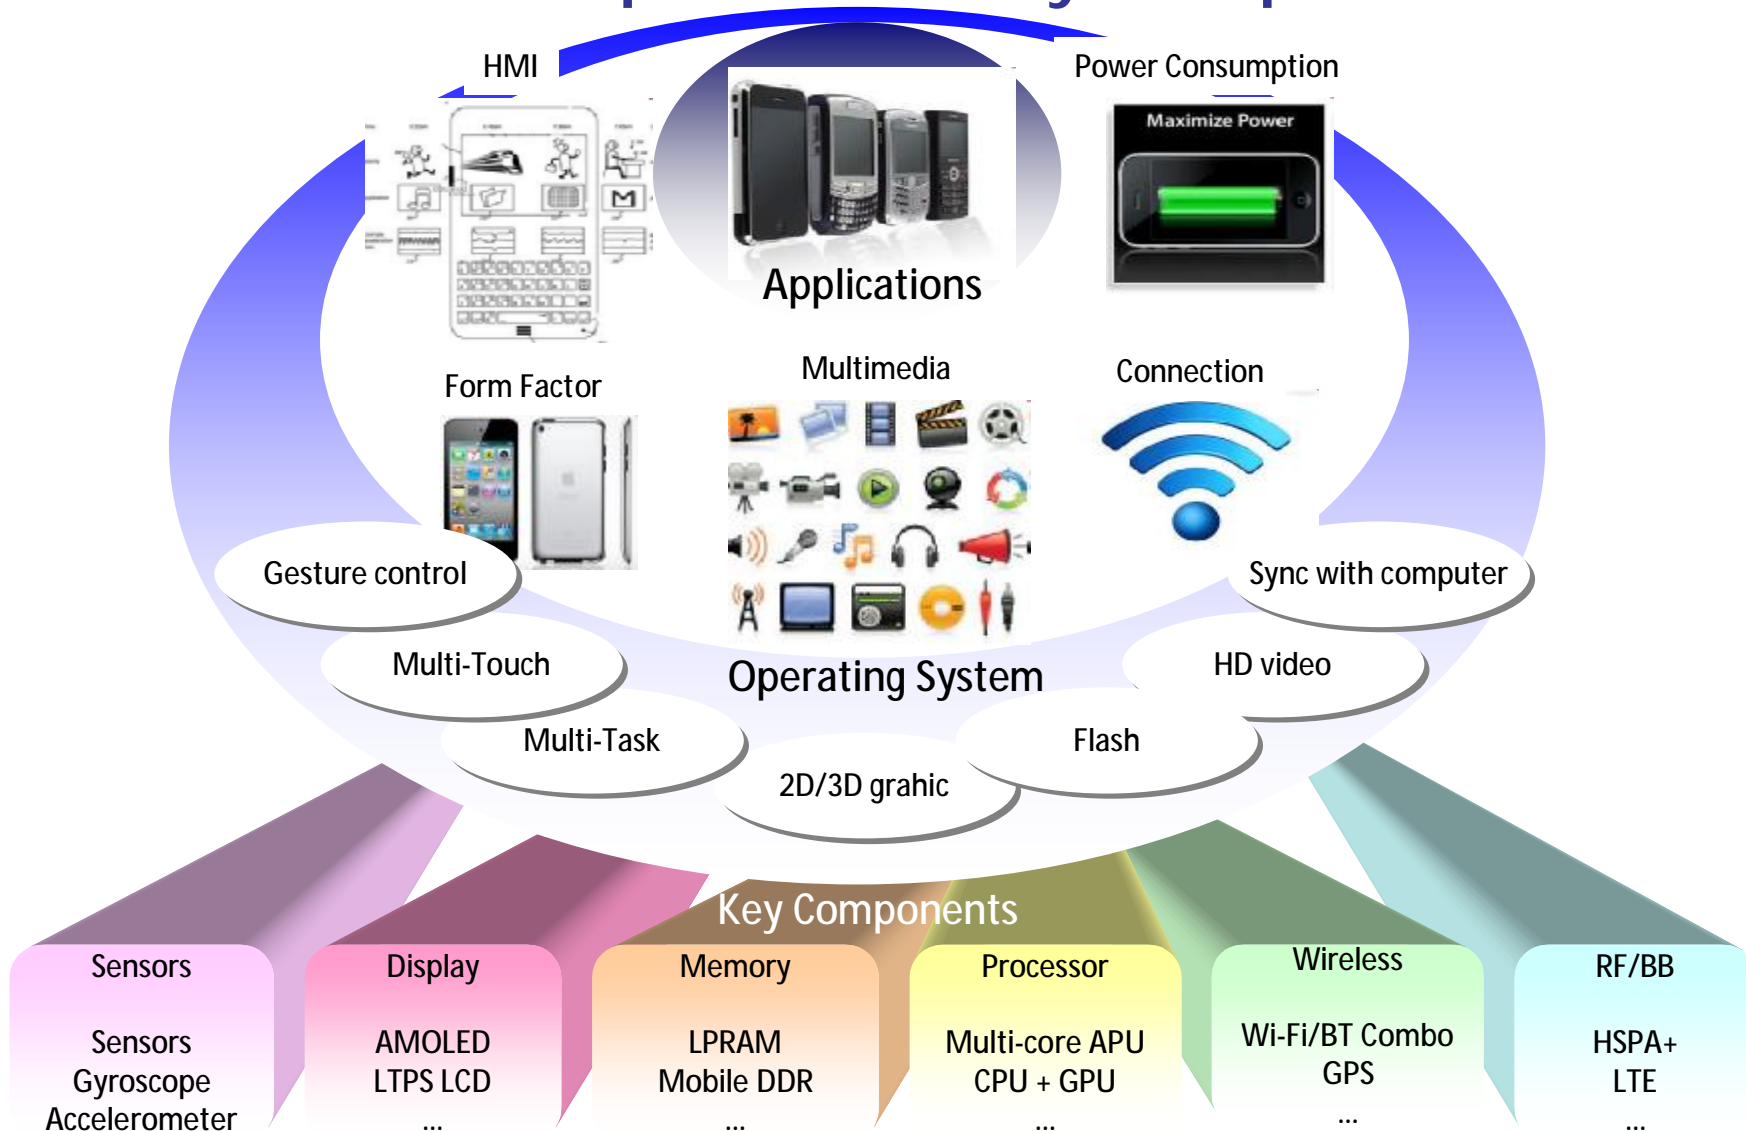 HMI
Power Consumption
Maximize Power
Applications
Form Factor
Multimedia
Connection
Gesture control
Sync with computer
Multi-Touch
Operating System
HD video
Multi-Task
Flash
2D/3D grahic
Key Components
Sensors
Sensors
Gyroscope
Accelerometer
Display
AMOLED
LTPS LCD
...
Memory
LPRAM
Mobile DDR
...
Processor
Multi-core APU
CPU + GPU
...
Wireless
Wi-Fi/BT Combo
GPS
...
RF/BB
HSPA+
LTE
...